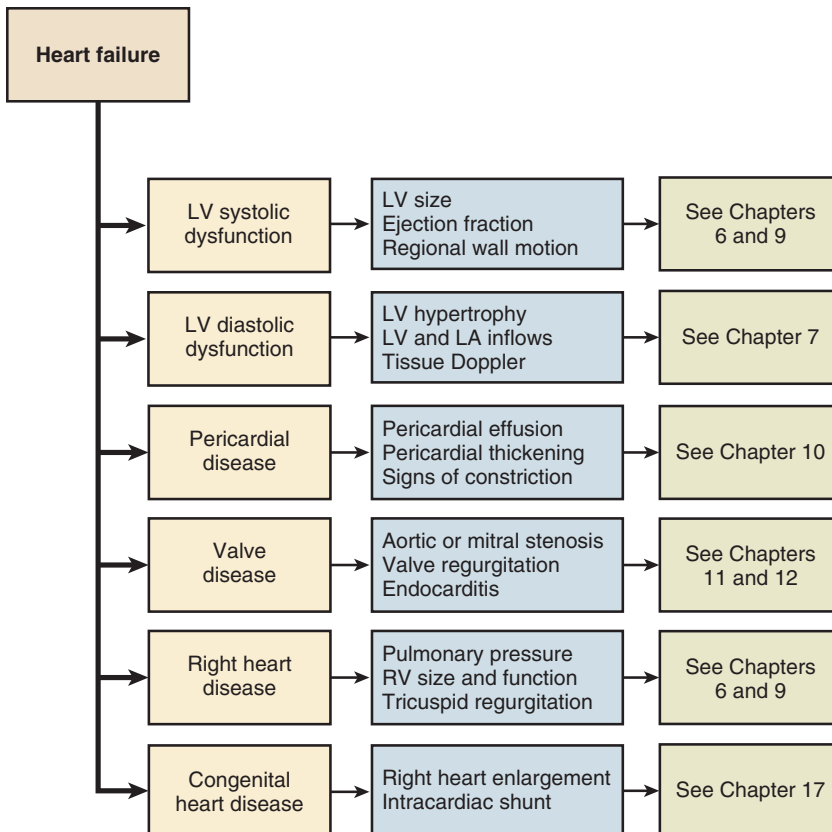 Heart failure
LV systolic
dysfunction
LV size
Ejection fraction
Regional wall motion
See Chapters
6 and 9
LV diastolic
dysfunction
LV hypertrophy
LV and LA inflows
Tissue Doppler
See Chapter 7
Pericardial
disease
Pericardial effusion
Pericardial thickening
Signs of constriction
See Chapter 10
Valve
disease
Aortic or mitral stenosis
Valve regurgitation
Endocarditis
See Chapters
11 and 12
Right heart
disease
Pulmonary pressure
RV size and function
Tricuspid regurgitation
See Chapters
6 and 9
Congenital
heart disease
Right heart enlargement
Intracardiac shunt
See Chapter 17